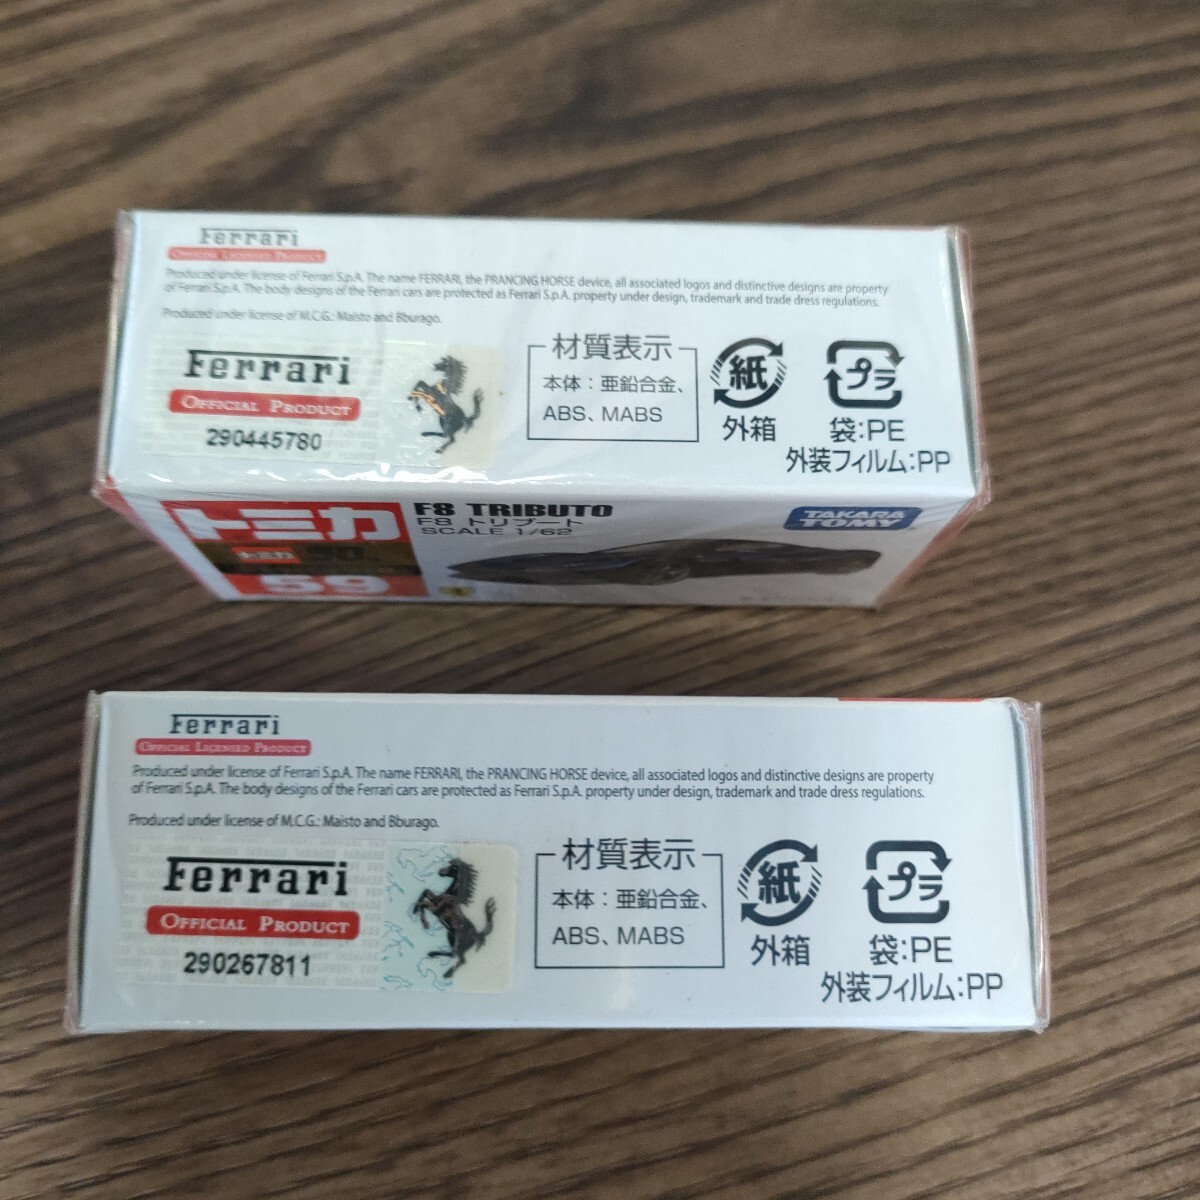 Ferrari
OFFICIAL LICENSED PRODUCT
Produced under license of Ferrari S.p.A. The name FERRARI, the PRANCING HORSE device, all associated logos and distinctive designs are property
of Ferrari S.p.A. The body designs of the Ferrari cars are protected as Ferrari S.p.A. property under design, trademark and trade dress regulations.
Produced under license of M.C.G.: Maisto and Bburago.
Ferrari
OFFICIAL PRODUCT
290445780
材質表示
本体：亜鉛合金、
ABS、MABS
紙
外箱
プラ
袋:PE
外装フィルム:PP
トミカ
トミカ
59
F8 TRIBUTO
F8 トリブート
SCALE 1/62
TAKARA
TOMY
Ferrari
OFFICIAL LICENSED PRODUCT
Produced under license of Ferrari S.p.A. The name FERRARI, the PRANCING HORSE device, all associated logos and distinctive designs are property
of Ferrari S.p.A. The body designs of the Ferrari cars are protected as Ferrari S.p.A. property under design, trademark and trade dress regulations.
Produced under license of M.C.G.: Maisto and Bburago.
Ferrari
OFFICIAL PRODUCT
290267811
材質表示
本体：亜鉛合金、
ABS、MABS
紙
外箱
プラ
袋:PE
外装フィルム:PP